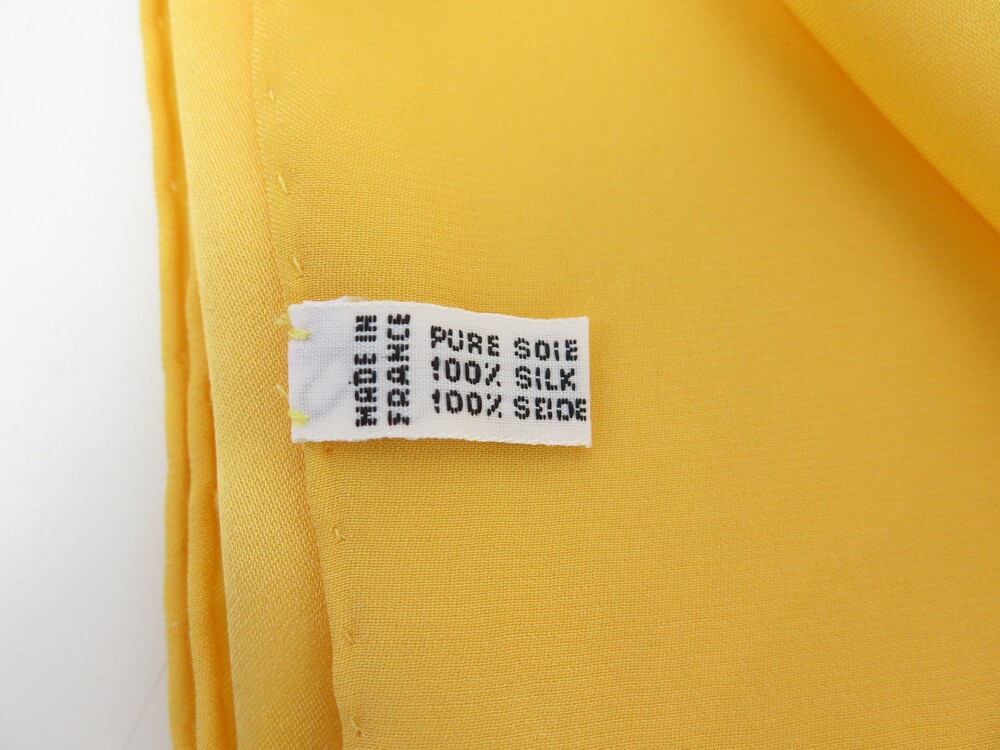 MADE IN
FRANCE
PURE SOIE
100% SILK
100% SEIDE